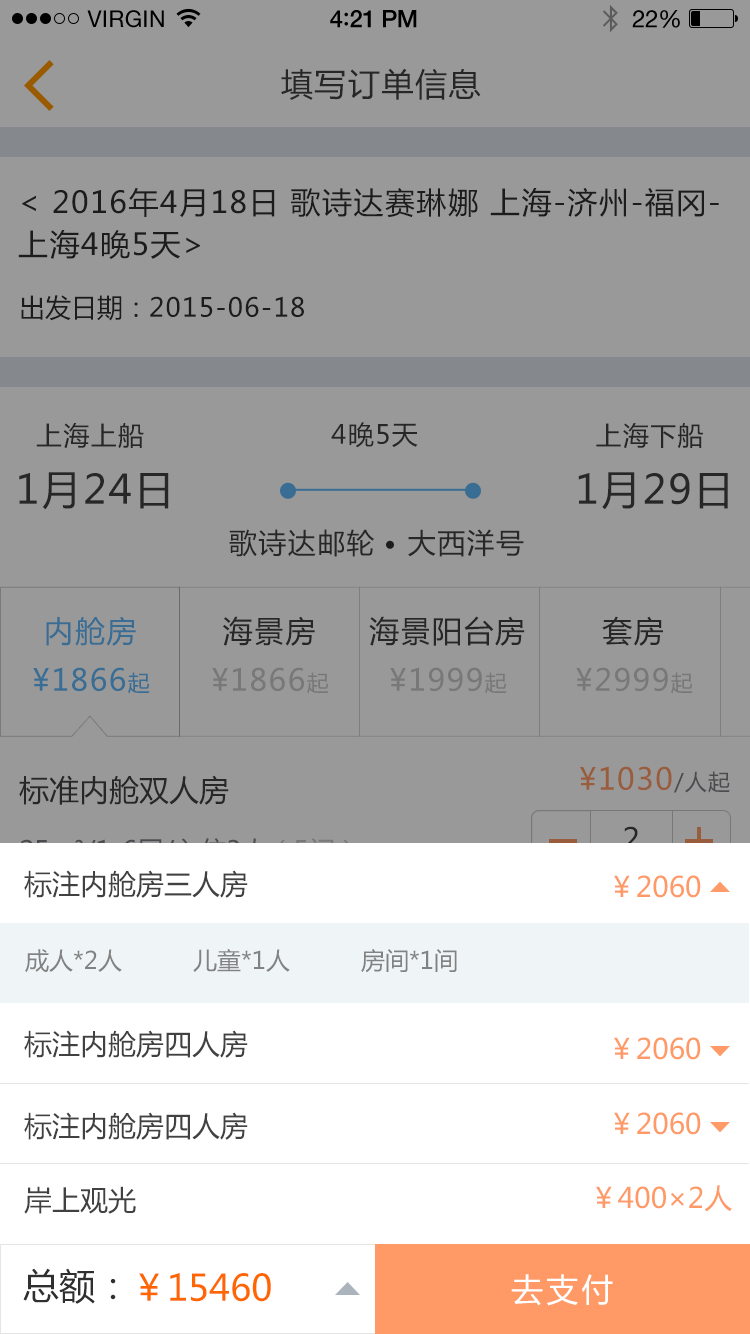 VIRGIN 4:21 PM 22%
填写订单信息
< 2016年4月18日 歌诗达赛琳娜 上海-济州-福冈-
上海4晚5天>
出发日期：2015-06-18
上海上船 4晚5天 上海下船
1月24日 1月29日
歌诗达邮轮 • 大西洋号
内舱房 海景房 海景阳台房 套房
¥1866起 ¥1866起 ¥1999起 ¥2999起
标准内舱双人房 ¥1030/人起
2
标注内舱房三人房 ¥2060
成人*2人 儿童*1人 房间*1间
标注内舱房四人房 ¥2060
标注内舱房四人房 ¥2060
岸上观光 ¥400×2人
总额：¥15460 去支付